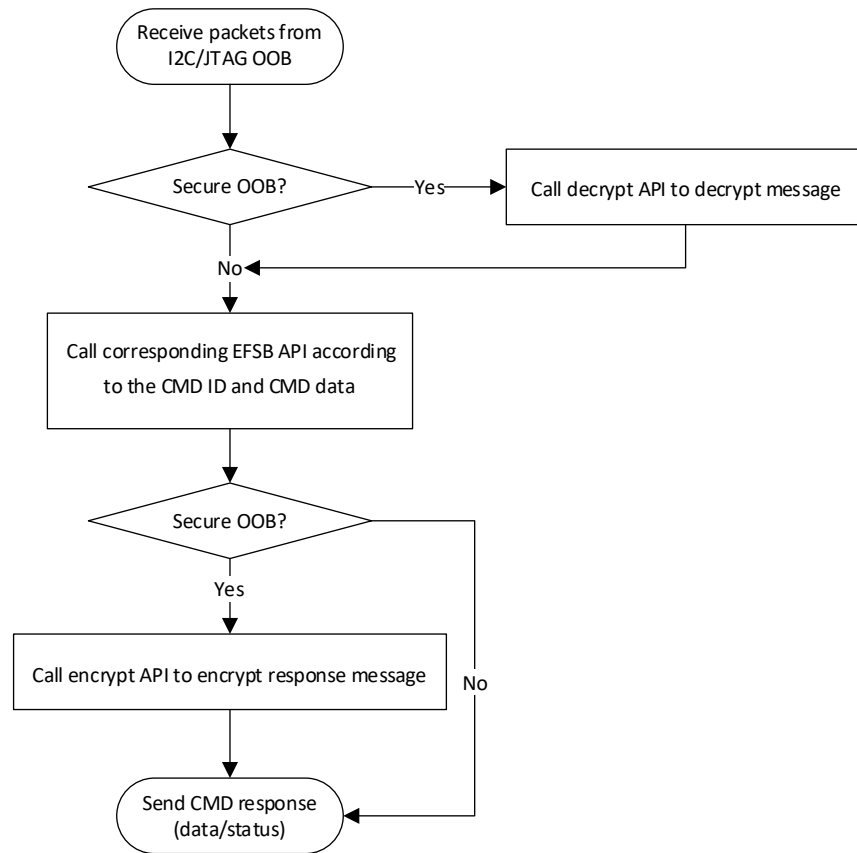 Receive packets from
I2C/JTAG OOB
Secure OOB?
Yes
Call decrypt API to decrypt message
No
Call corresponding EFSB API according
to the CMD ID and CMD data
Secure OOB?
Yes
Call encrypt API to encrypt response message
No
Send CMD response
(data/status)